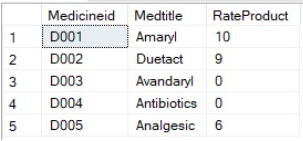 Medicineid Medtitle RateProduct
1 D001 Amaryl 10
2 D002 Duetact 9
3 D003 Avandaryl 0
4 D004 Antibiotics 0
5 D005 Analgesic 6